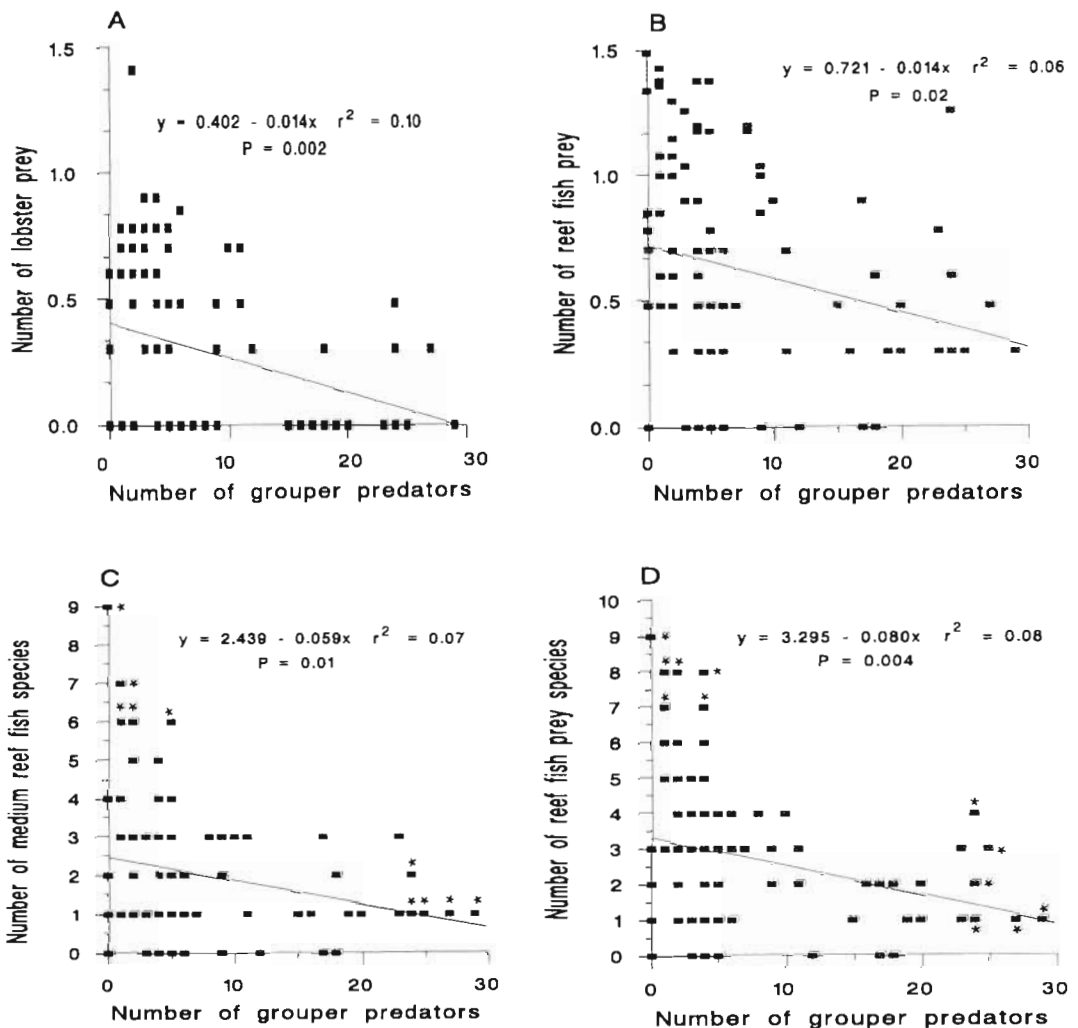 A
1.5
1.0
0.5
0.0
Number of lobster prey
y = 0.402 - 0.014x r² = 0.10
P = 0.002
0 10 20 30
Number of grouper predators
B
1.5
1.0
0.5
0.0
Number of reef fish prey
y = 0.721 - 0.014x r² = 0.06
P = 0.02
0 10 20 30
Number of grouper predators
C
9
8
7
6
5
4
3
2
1
0
Number of medium reef fish species
y = 2.439 - 0.059x r² = 0.07
P = 0.01
0 10 20 30
Number of grouper predators
D
10
9
8
7
6
5
4
3
2
1
0
Number of reef fish prey species
y = 3.295 - 0.080x r² = 0.08
P = 0.004
0 10 20 30
Number of grouper predators